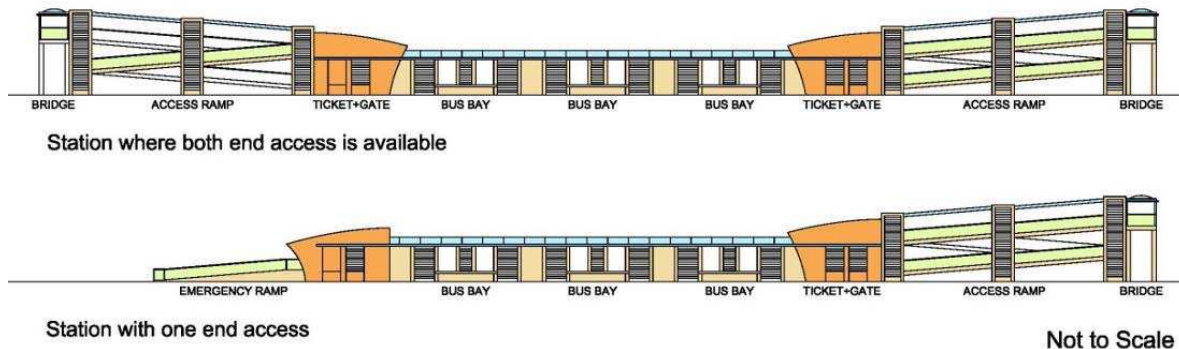 BRIDGE ACCESS RAMP TICKET+GATE BUS BAY BUS BAY BUS BAY TICKET+GATE ACCESS RAMP BRIDGE
Station where both end access is available
EMERGENCY RAMP BUS BAY BUS BAY BUS BAY TICKET+GATE ACCESS RAMP BRIDGE
Station with one end access
Not to Scale